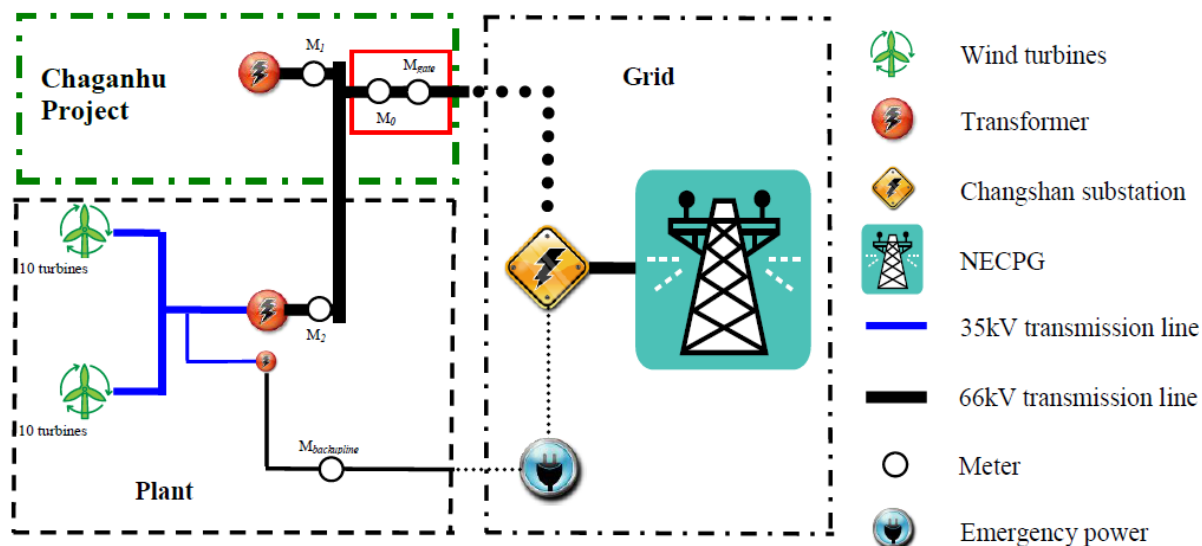 Chaganhu
Project
M1
M0
Mgate
Grid
10 turbines
10 turbines
M2
Mbackupline
Plant
Wind turbines
Transformer
Changshan substation
NECPG
35kV transmission line
66kV transmission line
Meter
Emergency power